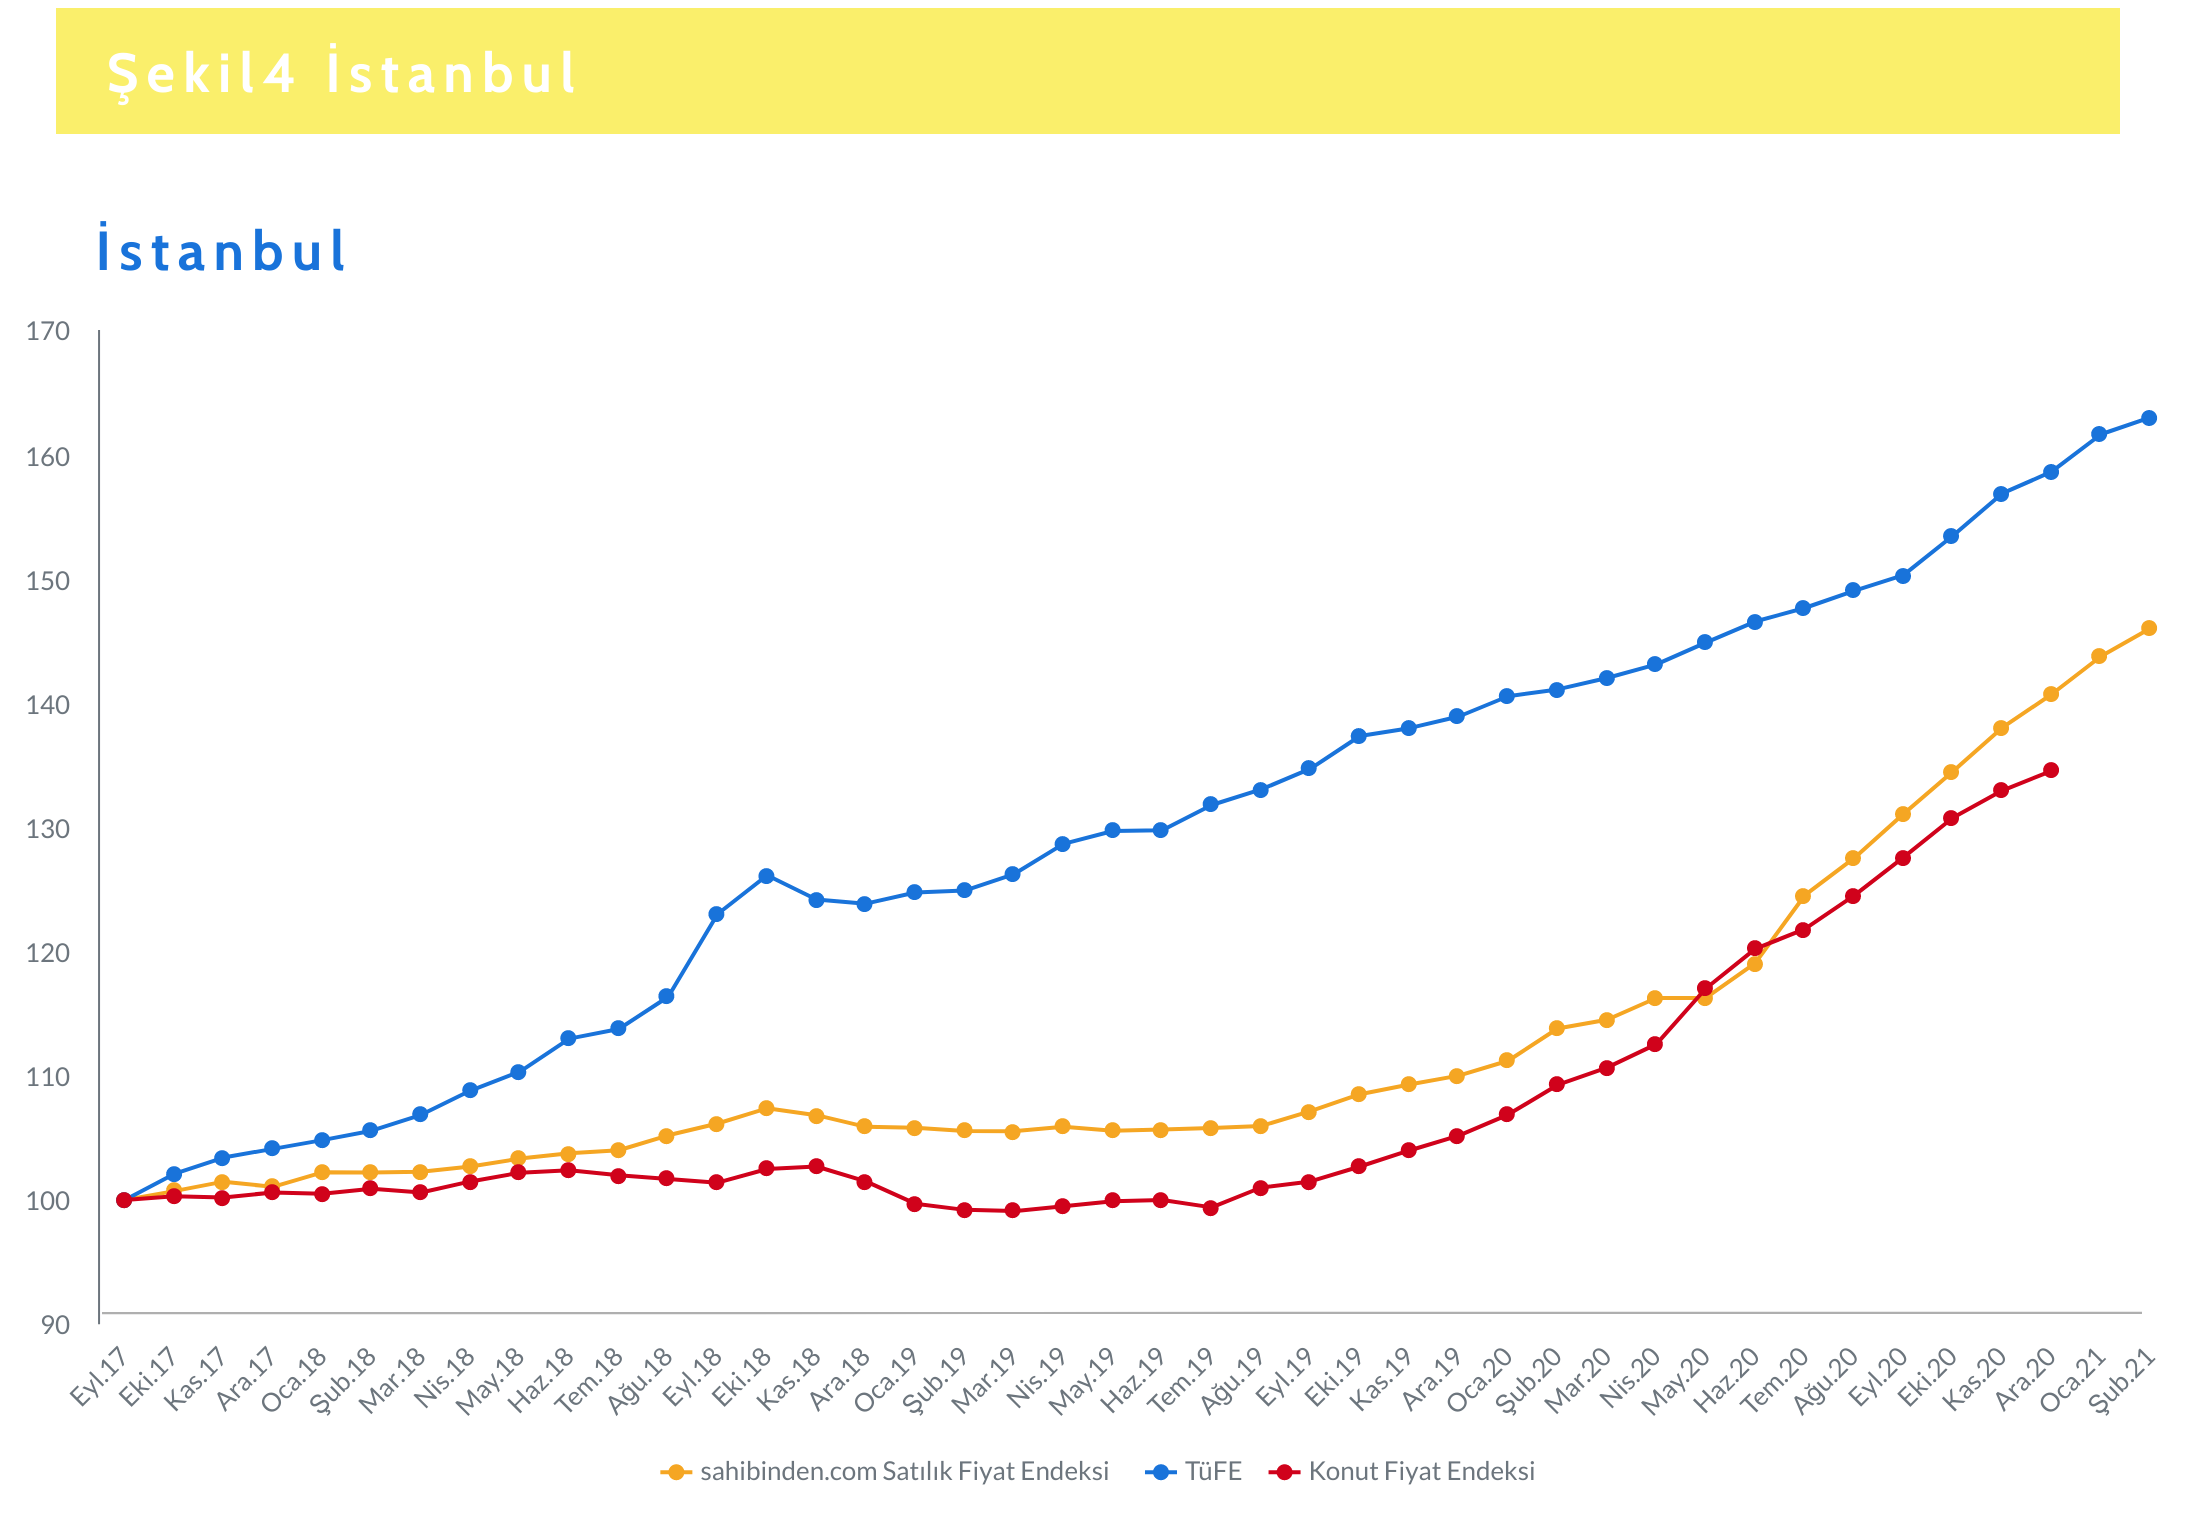 Şekil4 İstanbul
İstanbul
170
160
150
140
130
120
110
100
90
Eyl.17 Eki.17 Kas.17 Ara.17 Oca.18 Şub.18 Mar.18 Nis.18 May.18 Haz.18 Tem.18 Ağu.18 Eyl.18 Eki.18 Kas.18 Ara.18 Oca.19 Şub.19 Mar.19 Nis.19 May.19 Haz.19 Tem.19 Ağu.19 Eyl.19 Eki.19 Kas.19 Ara.19 Oca.20 Şub.20 Mar.20 Nis.20 May.20 Haz.20 Tem.20 Ağu.20 Eyl.20 Eki.20 Kas.20 Ara.20 Oca.21 Şub.21
sahibinden.com Satılık Fiyat Endeksi TüFE Konut Fiyat Endeksi